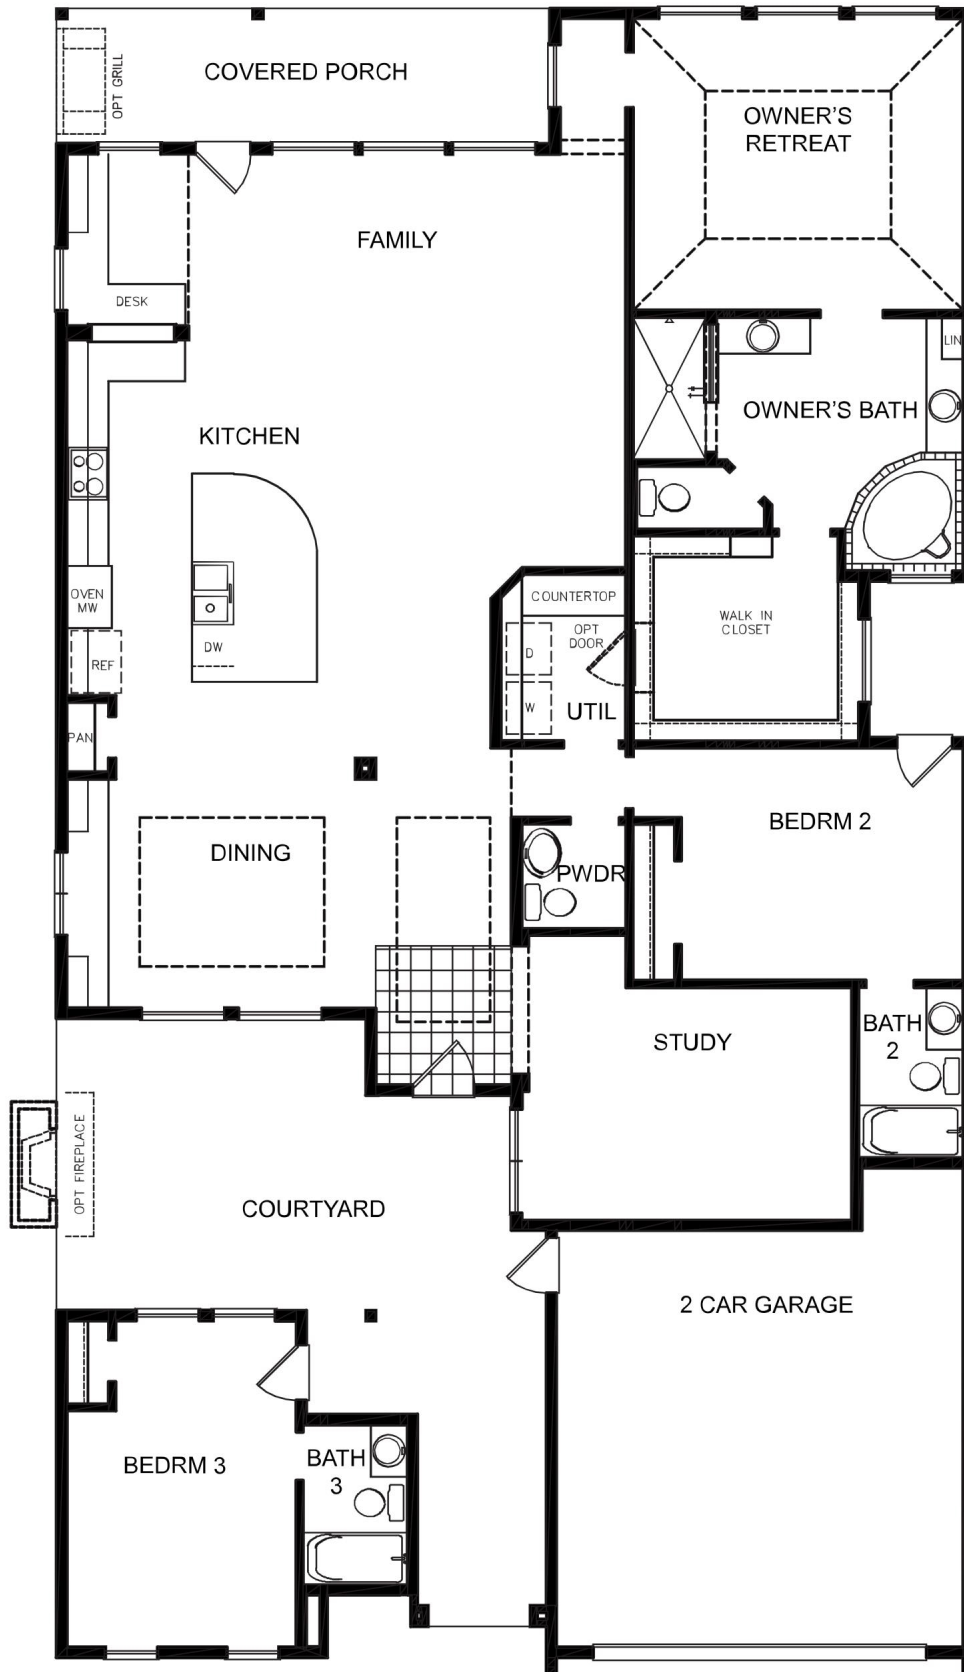 OPT GRILL
COVERED PORCH
OWNER'S
RETREAT
FAMILY
DESK
LIN
OWNER'S BATH
KITCHEN
OVEN
MW
COUNTERTOP
OPT
DOOR
WALK IN
CLOSET
REF
DW
D
W
UTIL
PAN
BEDRM 2
DINING
PWDR
BATH
2
STUDY
OPT FIREPLACE
COURTYARD
2 CAR GARAGE
BEDRM 3
BATH
3